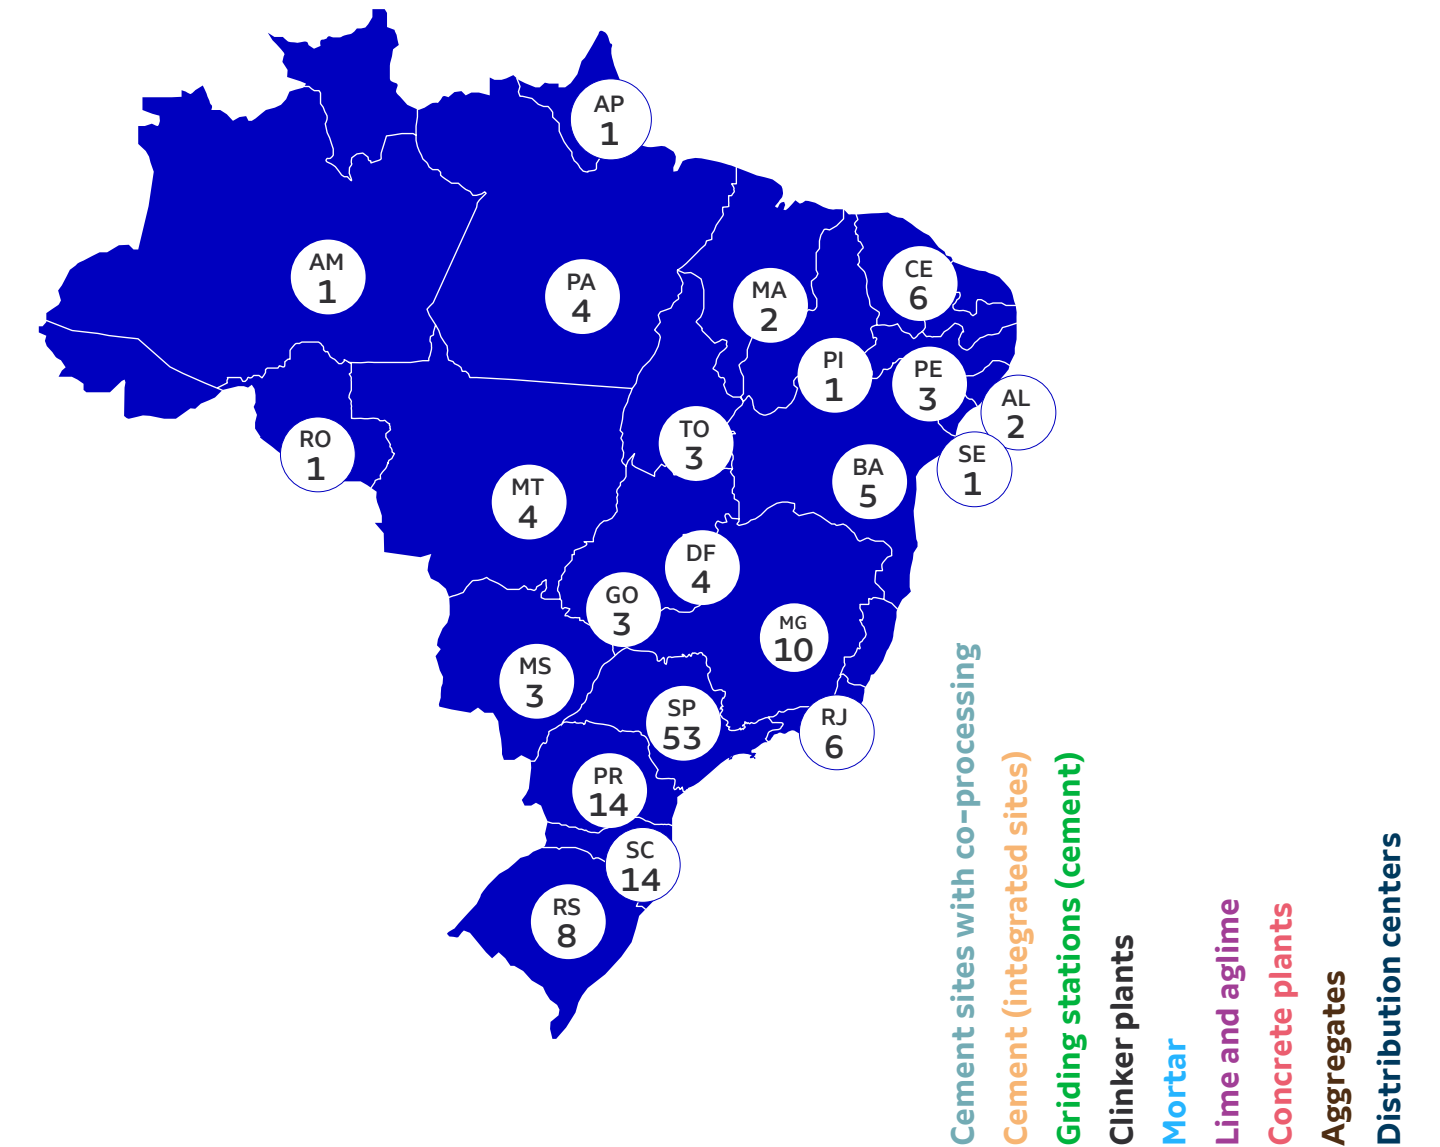 AP
1
AM
1
PA
4
MA
2
CE
6
PI
1
PE
3
AL
2
RO
1
TO
3
SE
1
BA
5
MT
4
DF
4
GO
3
MG
10
MS
3
SP
53
RJ
6
PR
14
SC
14
RS
8
Cement sites with co-processing
Cement (integrated sites)
Griding stations (cement)
Clinker plants
Mortar
Lime and aglime
Concrete plants
Aggregates
Distribution centers